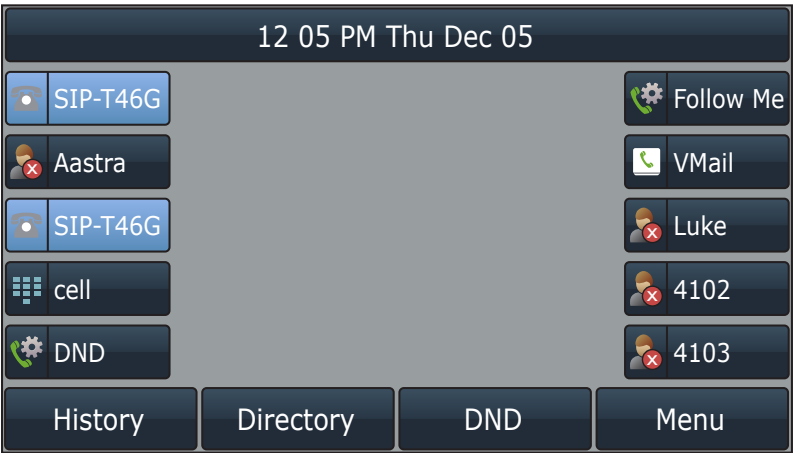 12 05 PM Thu Dec 05
SIP-T46G
Follow Me
Aastra
VMail
SIP-T46G
Luke
cell
4102
DND
4103
History
Directory
DND
Menu